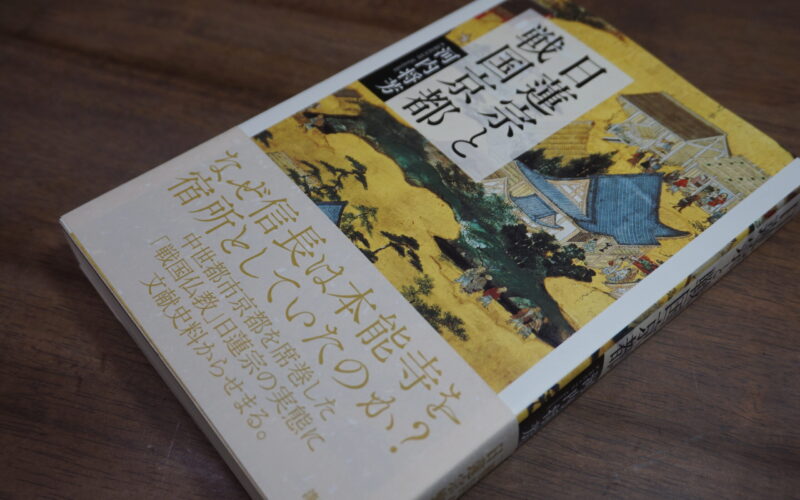 日蓮宗と
戦国京都
河内将芳
なぜ信長は本能寺を
宿所としていたのか?
中世都市京都を席巻した
「戦国仏教」日蓮宗の実態に
文献史料からせまる。